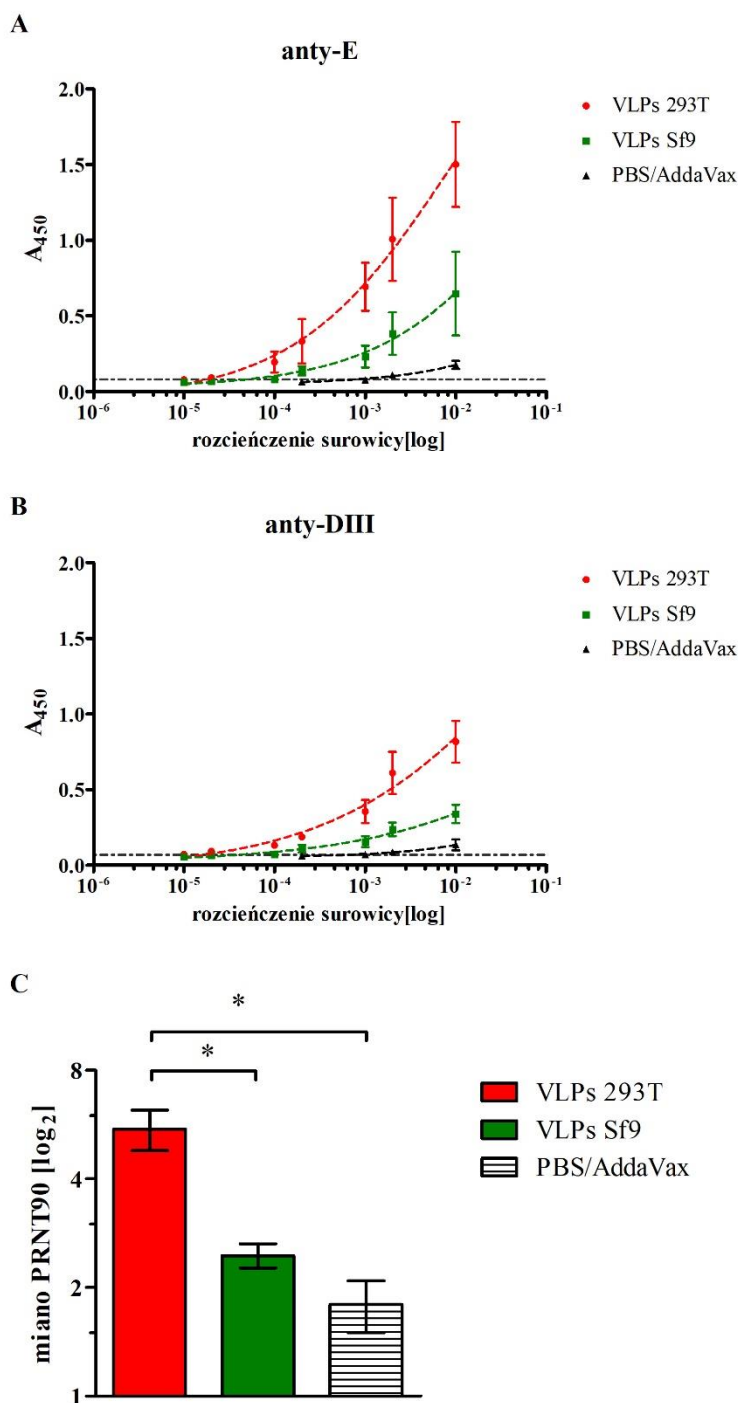 A
anty-E
2.0
1.5
1.0
0.5
0.0
A450
10-6
10-5
10-4
10-3
10-2
10-1
rozcieńczenie surowicy[log]
VLPs 293T
VLPs Sf9
PBS/AddaVax
B
anty-DIII
2.0
1.5
1.0
0.5
0.0
A450
10-6
10-5
10-4
10-3
10-2
10-1
rozcieńczenie surowicy[log]
VLPs 293T
VLPs Sf9
PBS/AddaVax
C
*
*
8
4
2
1
miano PRNT90 [log2]
VLPs 293T
VLPs Sf9
PBS/AddaVax